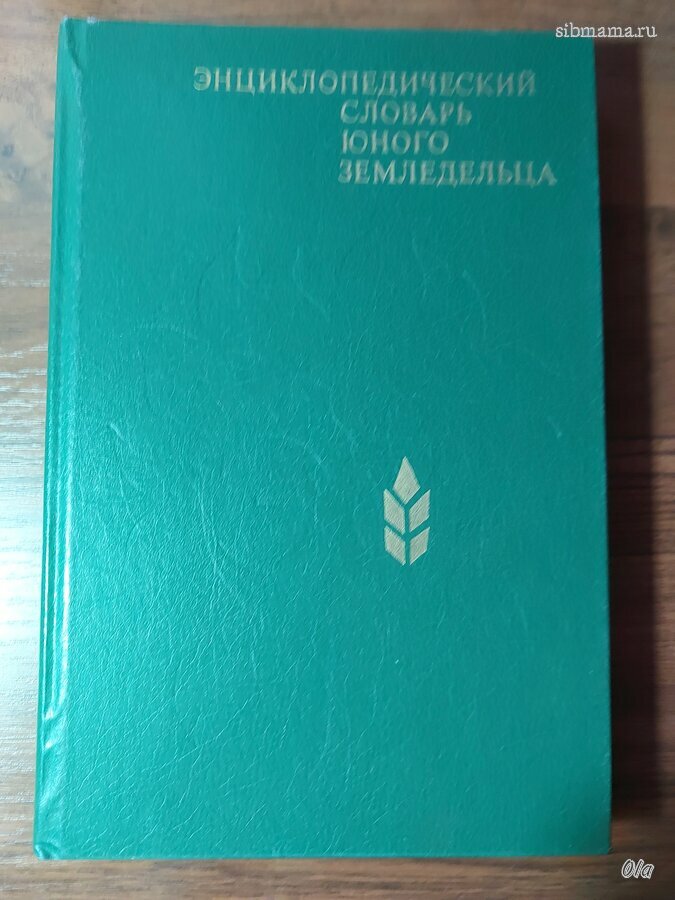 sibmama.ru
ЭНЦИКЛОПЕДИЧЕСКИЙ
СЛОВАРЬ
ЮНОГО
ЗЕМЛЕДЕЛЬЦА
Ola